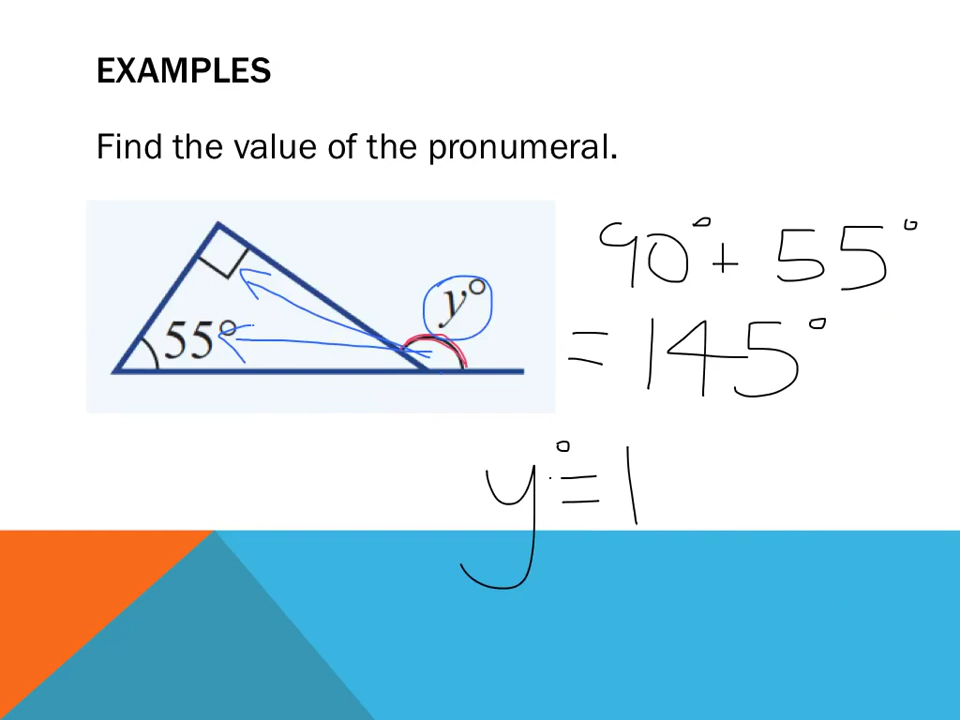 EXAMPLES
Find the value of the pronumeral.
90° + 55°
y°
55°
= 145°
y° = 1